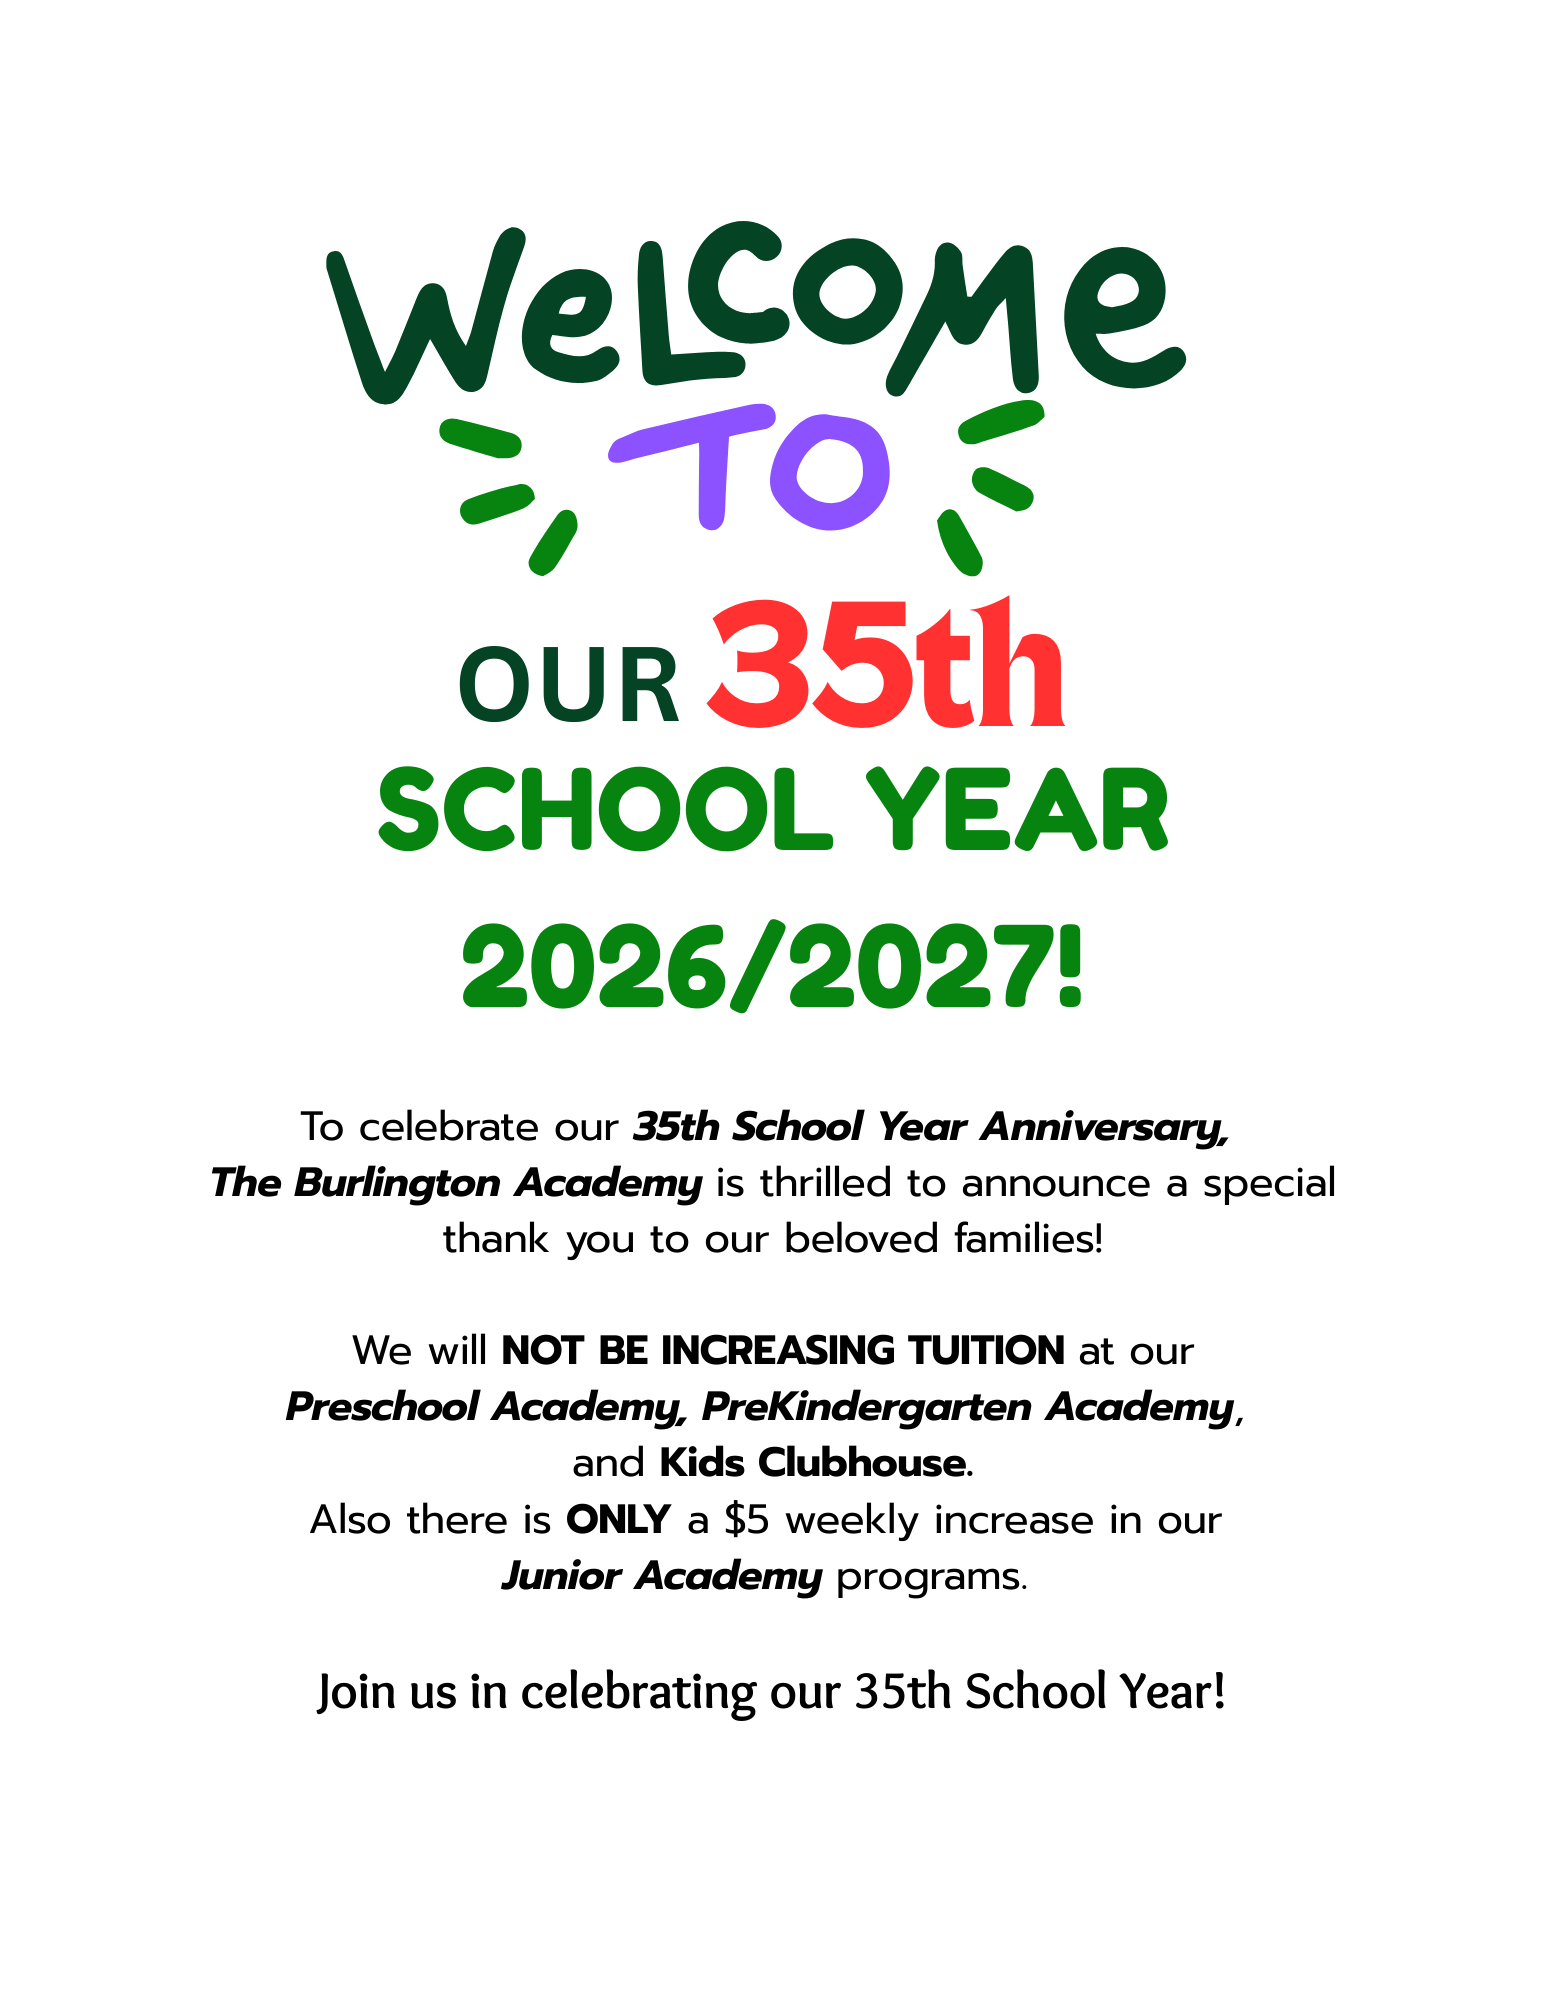 WeLCOMe
TO
OUR 35th
SCHOOL YEAR
2026/2027!
To celebrate our 35th School Year Anniversary,
The Burlington Academy is thrilled to announce a special
thank you to our beloved families!
We will NOT BE INCREASING TUITION at our
Preschool Academy, PreKindergarten Academy,
and Kids Clubhouse.
Also there is ONLY a $5 weekly increase in our
Junior Academy programs.
Join us in celebrating our 35th School Year!